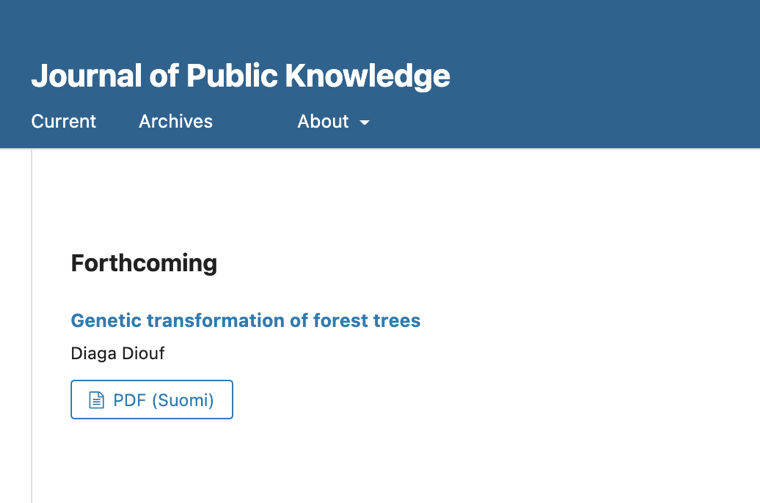 Journal of Public Knowledge
Current Archives About
Forthcoming
Genetic transformation of forest trees
Diaga Diouf
PDF (Suomi)